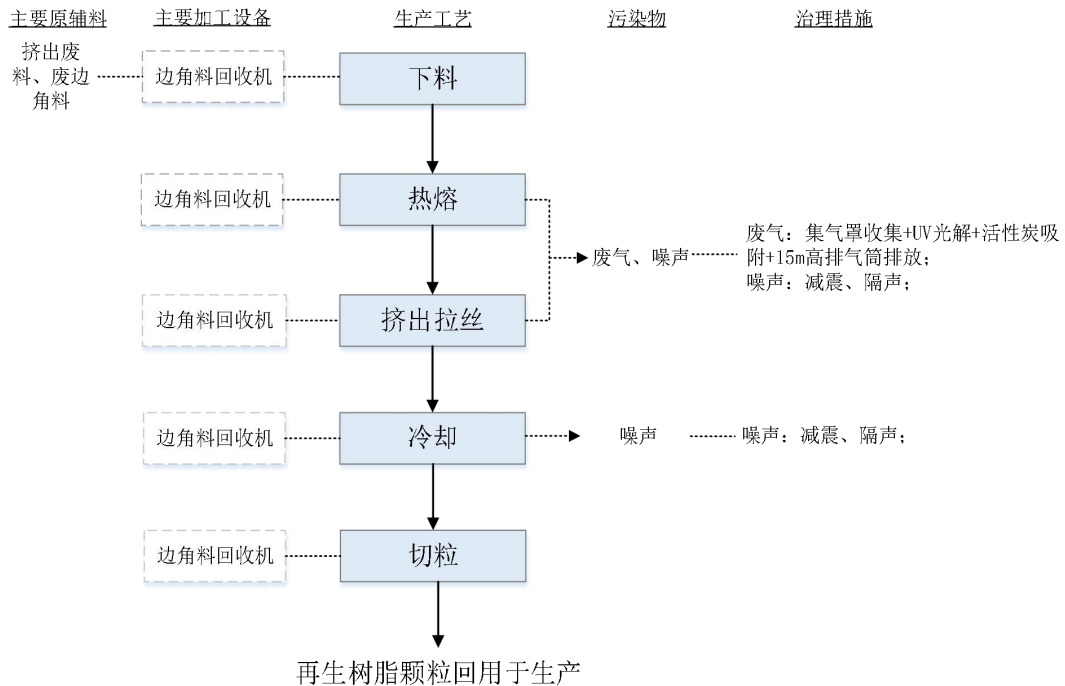 主要原辅料 主要加工设备 生产工艺 污染物 治理措施
挤出废
料、废边
角料
边角料回收机
下料
边角料回收机
热熔
废气、噪声
废气：集气罩收集+UV光解+活性炭吸
附+15m高排气筒排放；
噪声：减震、隔声；
边角料回收机
挤出拉丝
边角料回收机
冷却
噪声
噪声：减震、隔声；
边角料回收机
切粒
再生树脂颗粒回用于生产